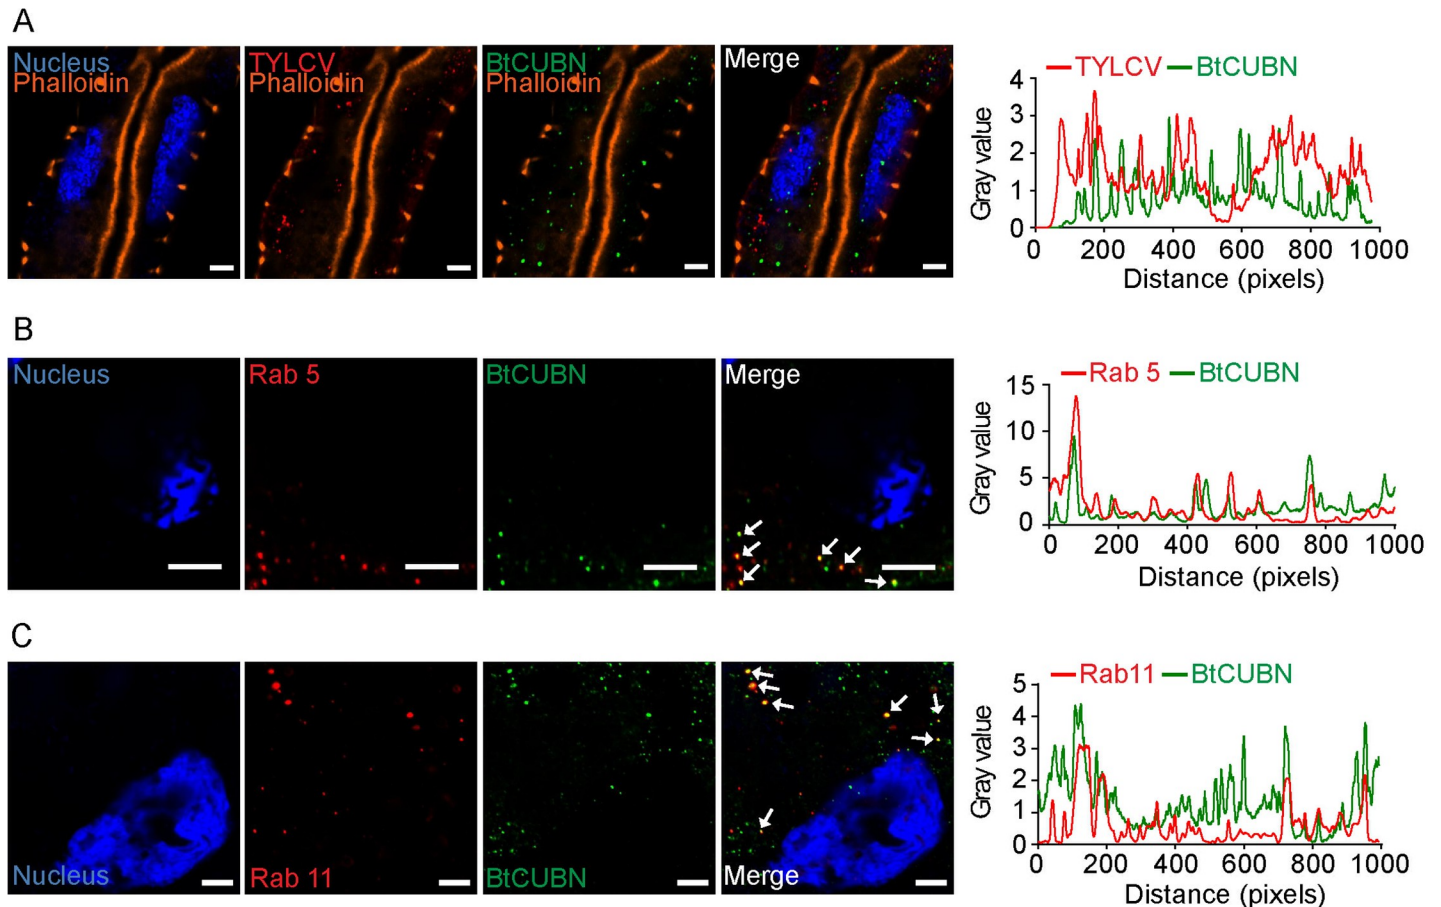 A
Nucleus
Phalloidin
TYLCV
Phalloidin
BtCUBN
Phalloidin
Merge
TYLCV BtCUBN
Gray value
4
3
2
1
0
0 200 400 600 800 1000
Distance (pixels)
B
Nucleus
Rab 5
BtCUBN
Merge
Rab 5 BtCUBN
Gray value
15
10
5
0
0 200 400 600 800 1000
Distance (pixels)
C
Nucleus
Rab 11
BtCUBN
Merge
Rab11 BtCUBN
Gray value
5
4
3
2
1
0
0 200 400 600 800 1000
Distance (pixels)